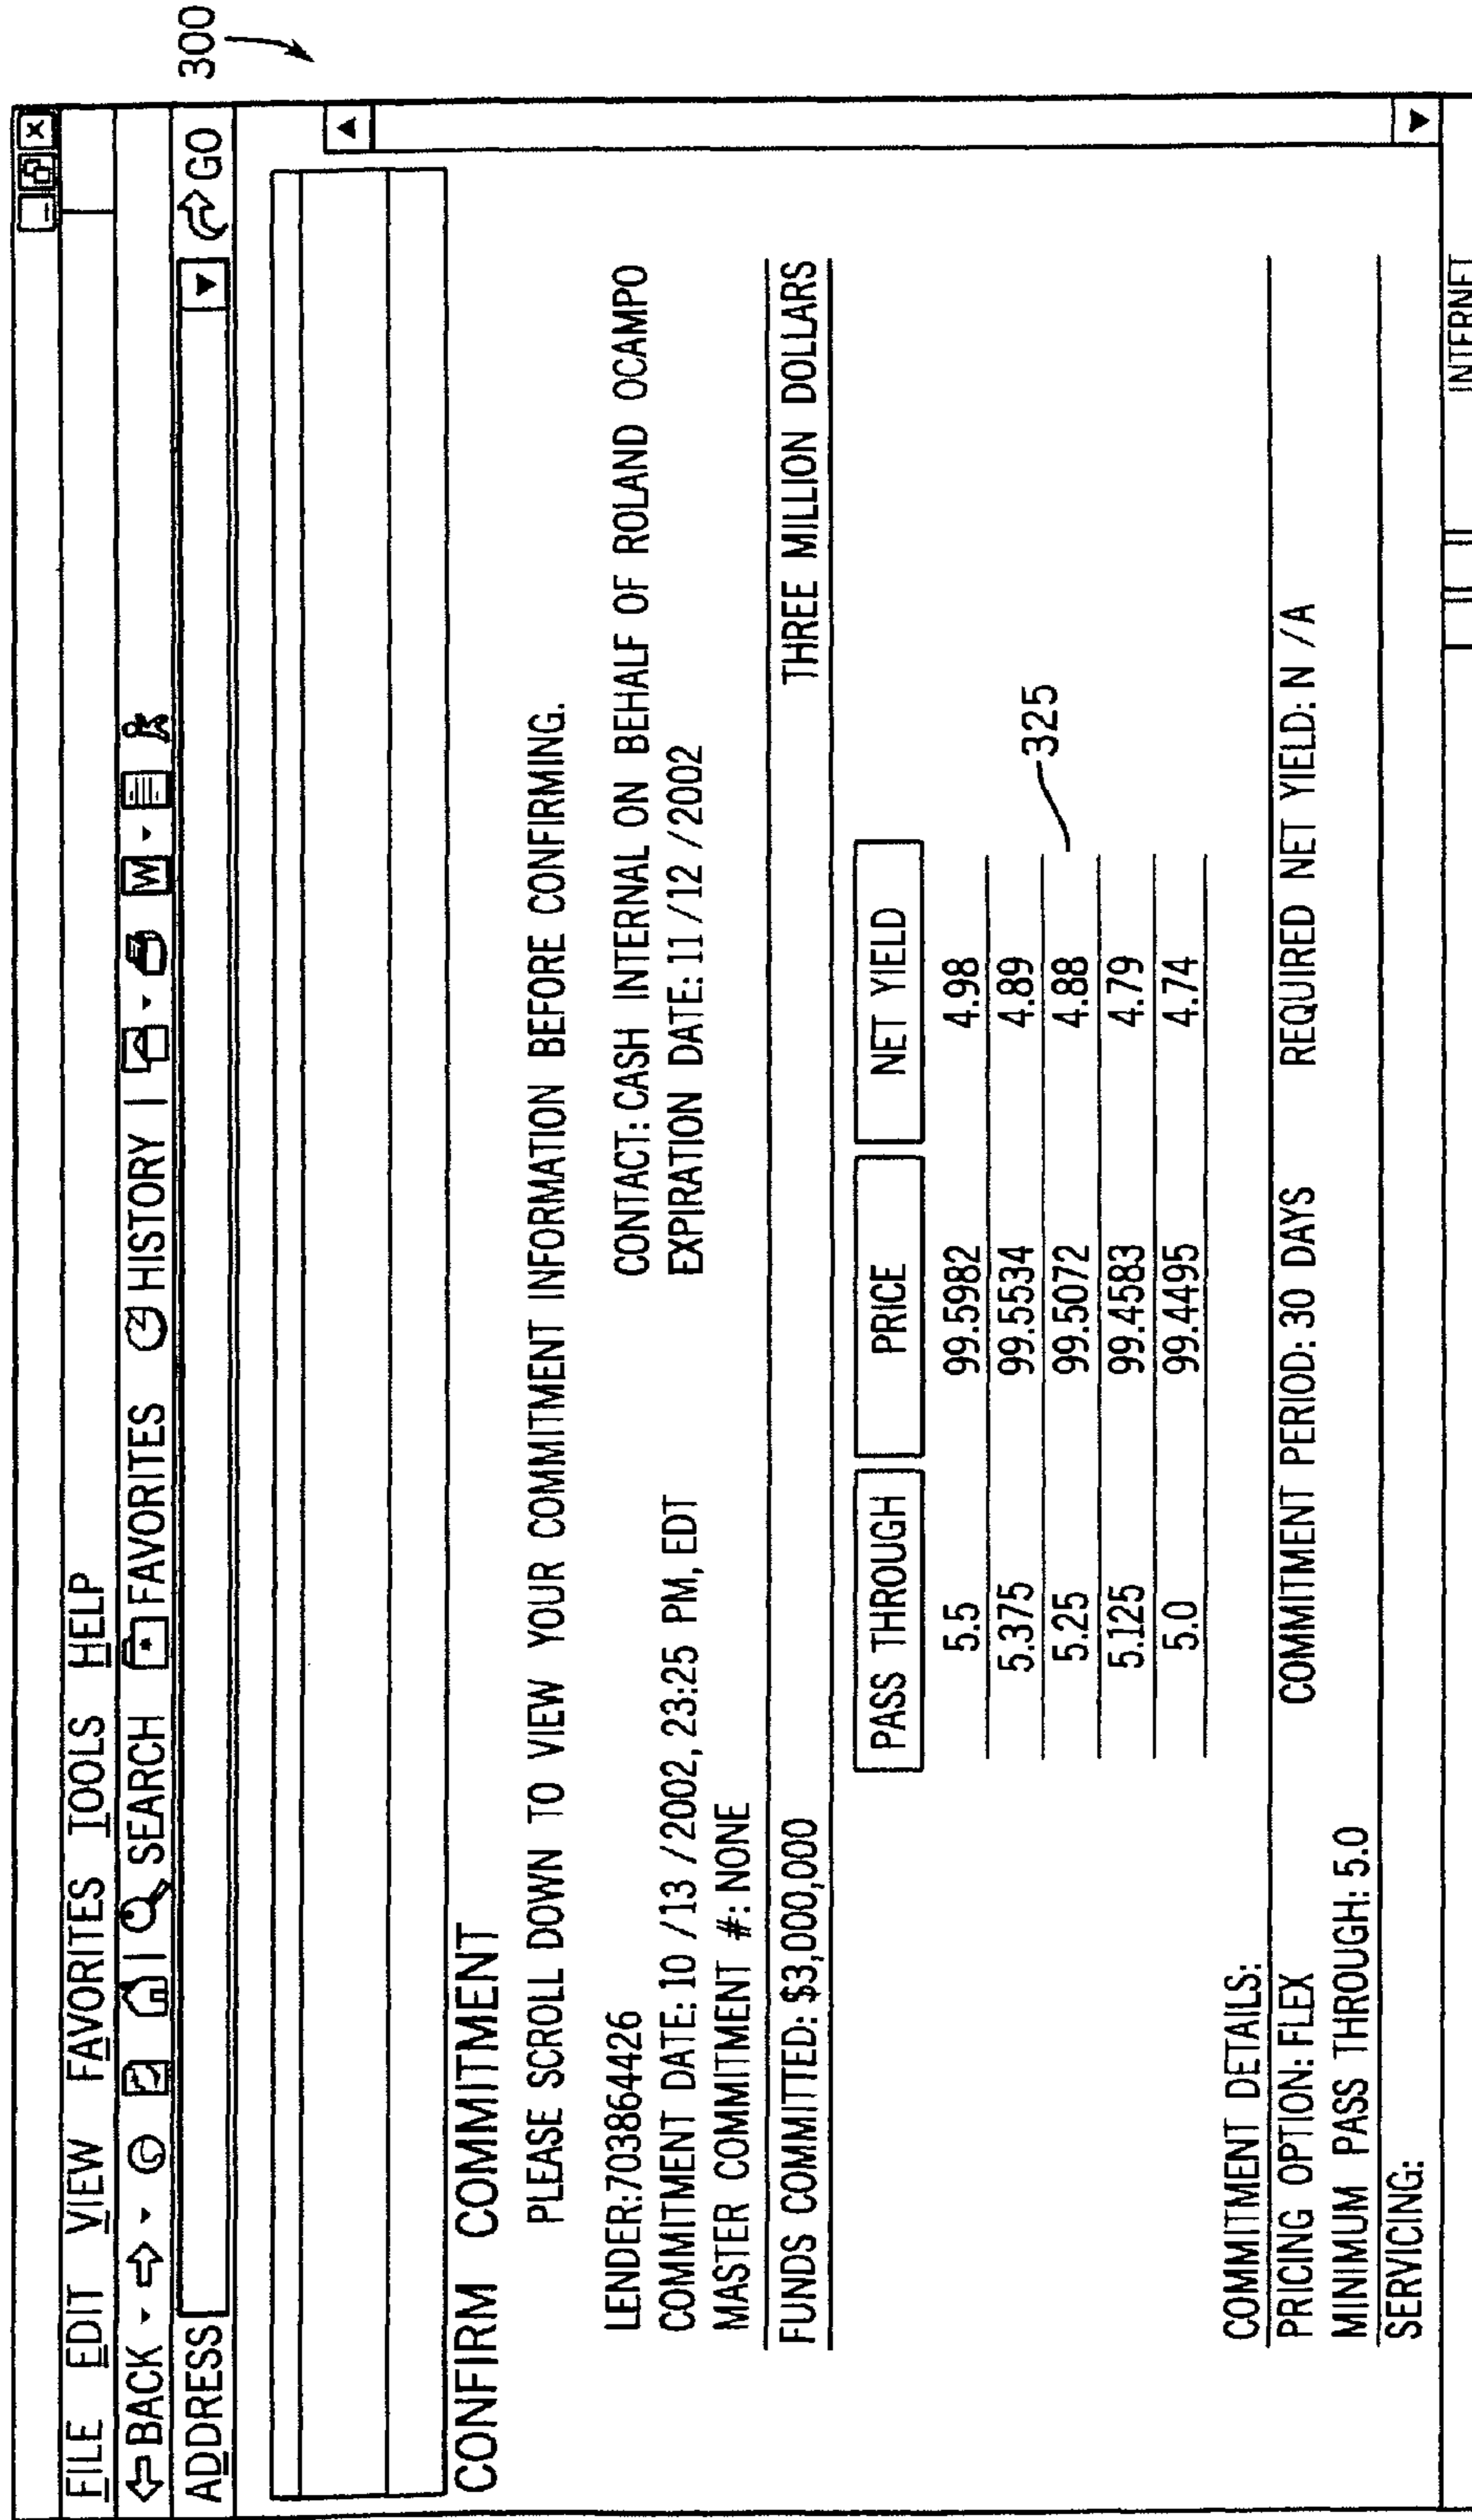 300
FILE EDIT VIEW FAVORITES TOOLS HELP
BACK SEARCH FAVORITES HISTORY W
ADDRESS GO
CONFIRM COMMITMENT
PLEASE SCROLL DOWN TO VIEW YOUR COMMITMENT INFORMATION BEFORE CONFIRMING.
LENDER:703864426 CONTACT: CASH INTERNAL ON BEHALF OF ROLAND OCAMPO
COMMITMENT DATE: 10 /13 /2002, 23:25 PM, EDT EXPIRATION DATE: 11 /12 /2002
MASTER COMMITMENT #: NONE
FUNDS COMMITTED: $3,000,000 THREE MILLION DOLLARS
PASS THROUGH PRICE NET YIELD
5.5 99.5982 4.98
5.375 99.5534 4.89
5.25 99.5072 4.88
325
5.125 99.4583 4.79
5.0 99.4495 4.74
COMMITMENT DETAILS:
PRICING OPTION: FLEX COMMITMENT PERIOD: 30 DAYS REQUIRED NET YIELD: N /A
MINIMUM PASS THROUGH: 5.0
SERVICING:
INTERNET